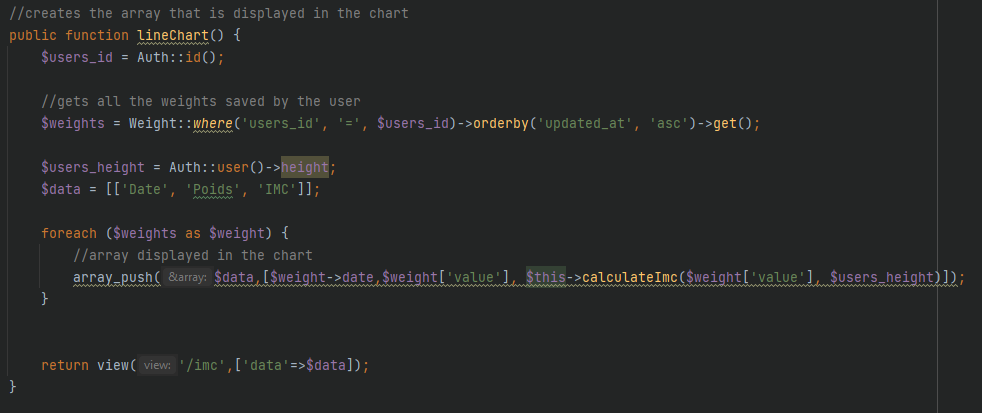 //creates the array that is displayed in the chart
public function lineChart() {
$users_id = Auth::id();
//gets all the weights saved by the user
$weights = Weight::where('users_id', '=', $users_id)->orderby('updated_at', 'asc')->get();
$users_height = Auth::user()->height;
$data = [['Date', 'Poids', 'IMC']];
foreach ($weights as $weight) {
//array displayed in the chart
array_push( &array: $data,[$weight->date,$weight['value'], $this->calculateImc($weight['value'], $users_height)]);
}
return view( view: '/imc',['data'=>$data]);
}